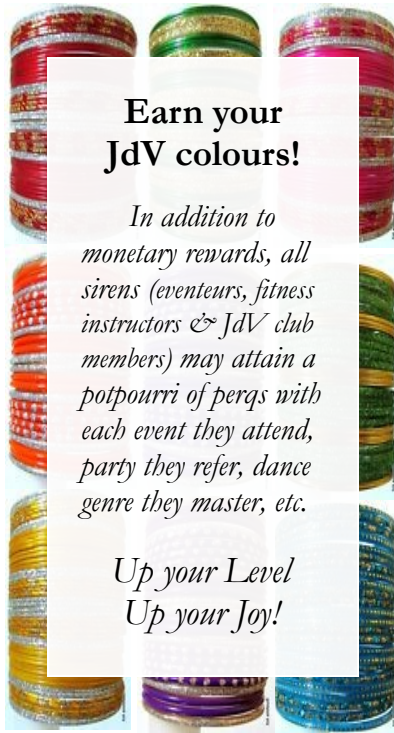 Earn your
JdV colours!
In addition to
monetary rewards, all
sirens (eventeurs, fitness
instructors & JdV club
members) may attain a
potpourri of perqs with
each event they attend,
party they refer, dance
genre they master, etc.
Up your Level
Up your Joy!